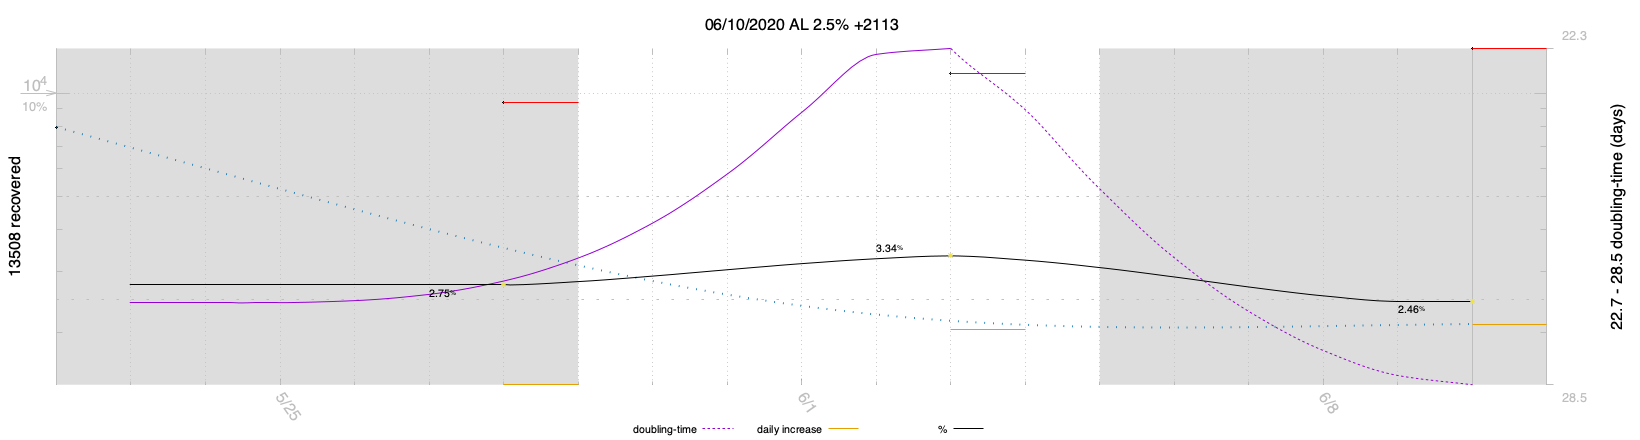 06/10/2020 AL 2.5% +2113
22.3
10⁴
10%
13508 recovered
22.7 - 28.5 doubling-time (days)
3.34%
2.75%
2.46%
28.5
5/25
6/1
6/8
doubling-time
daily increase
%